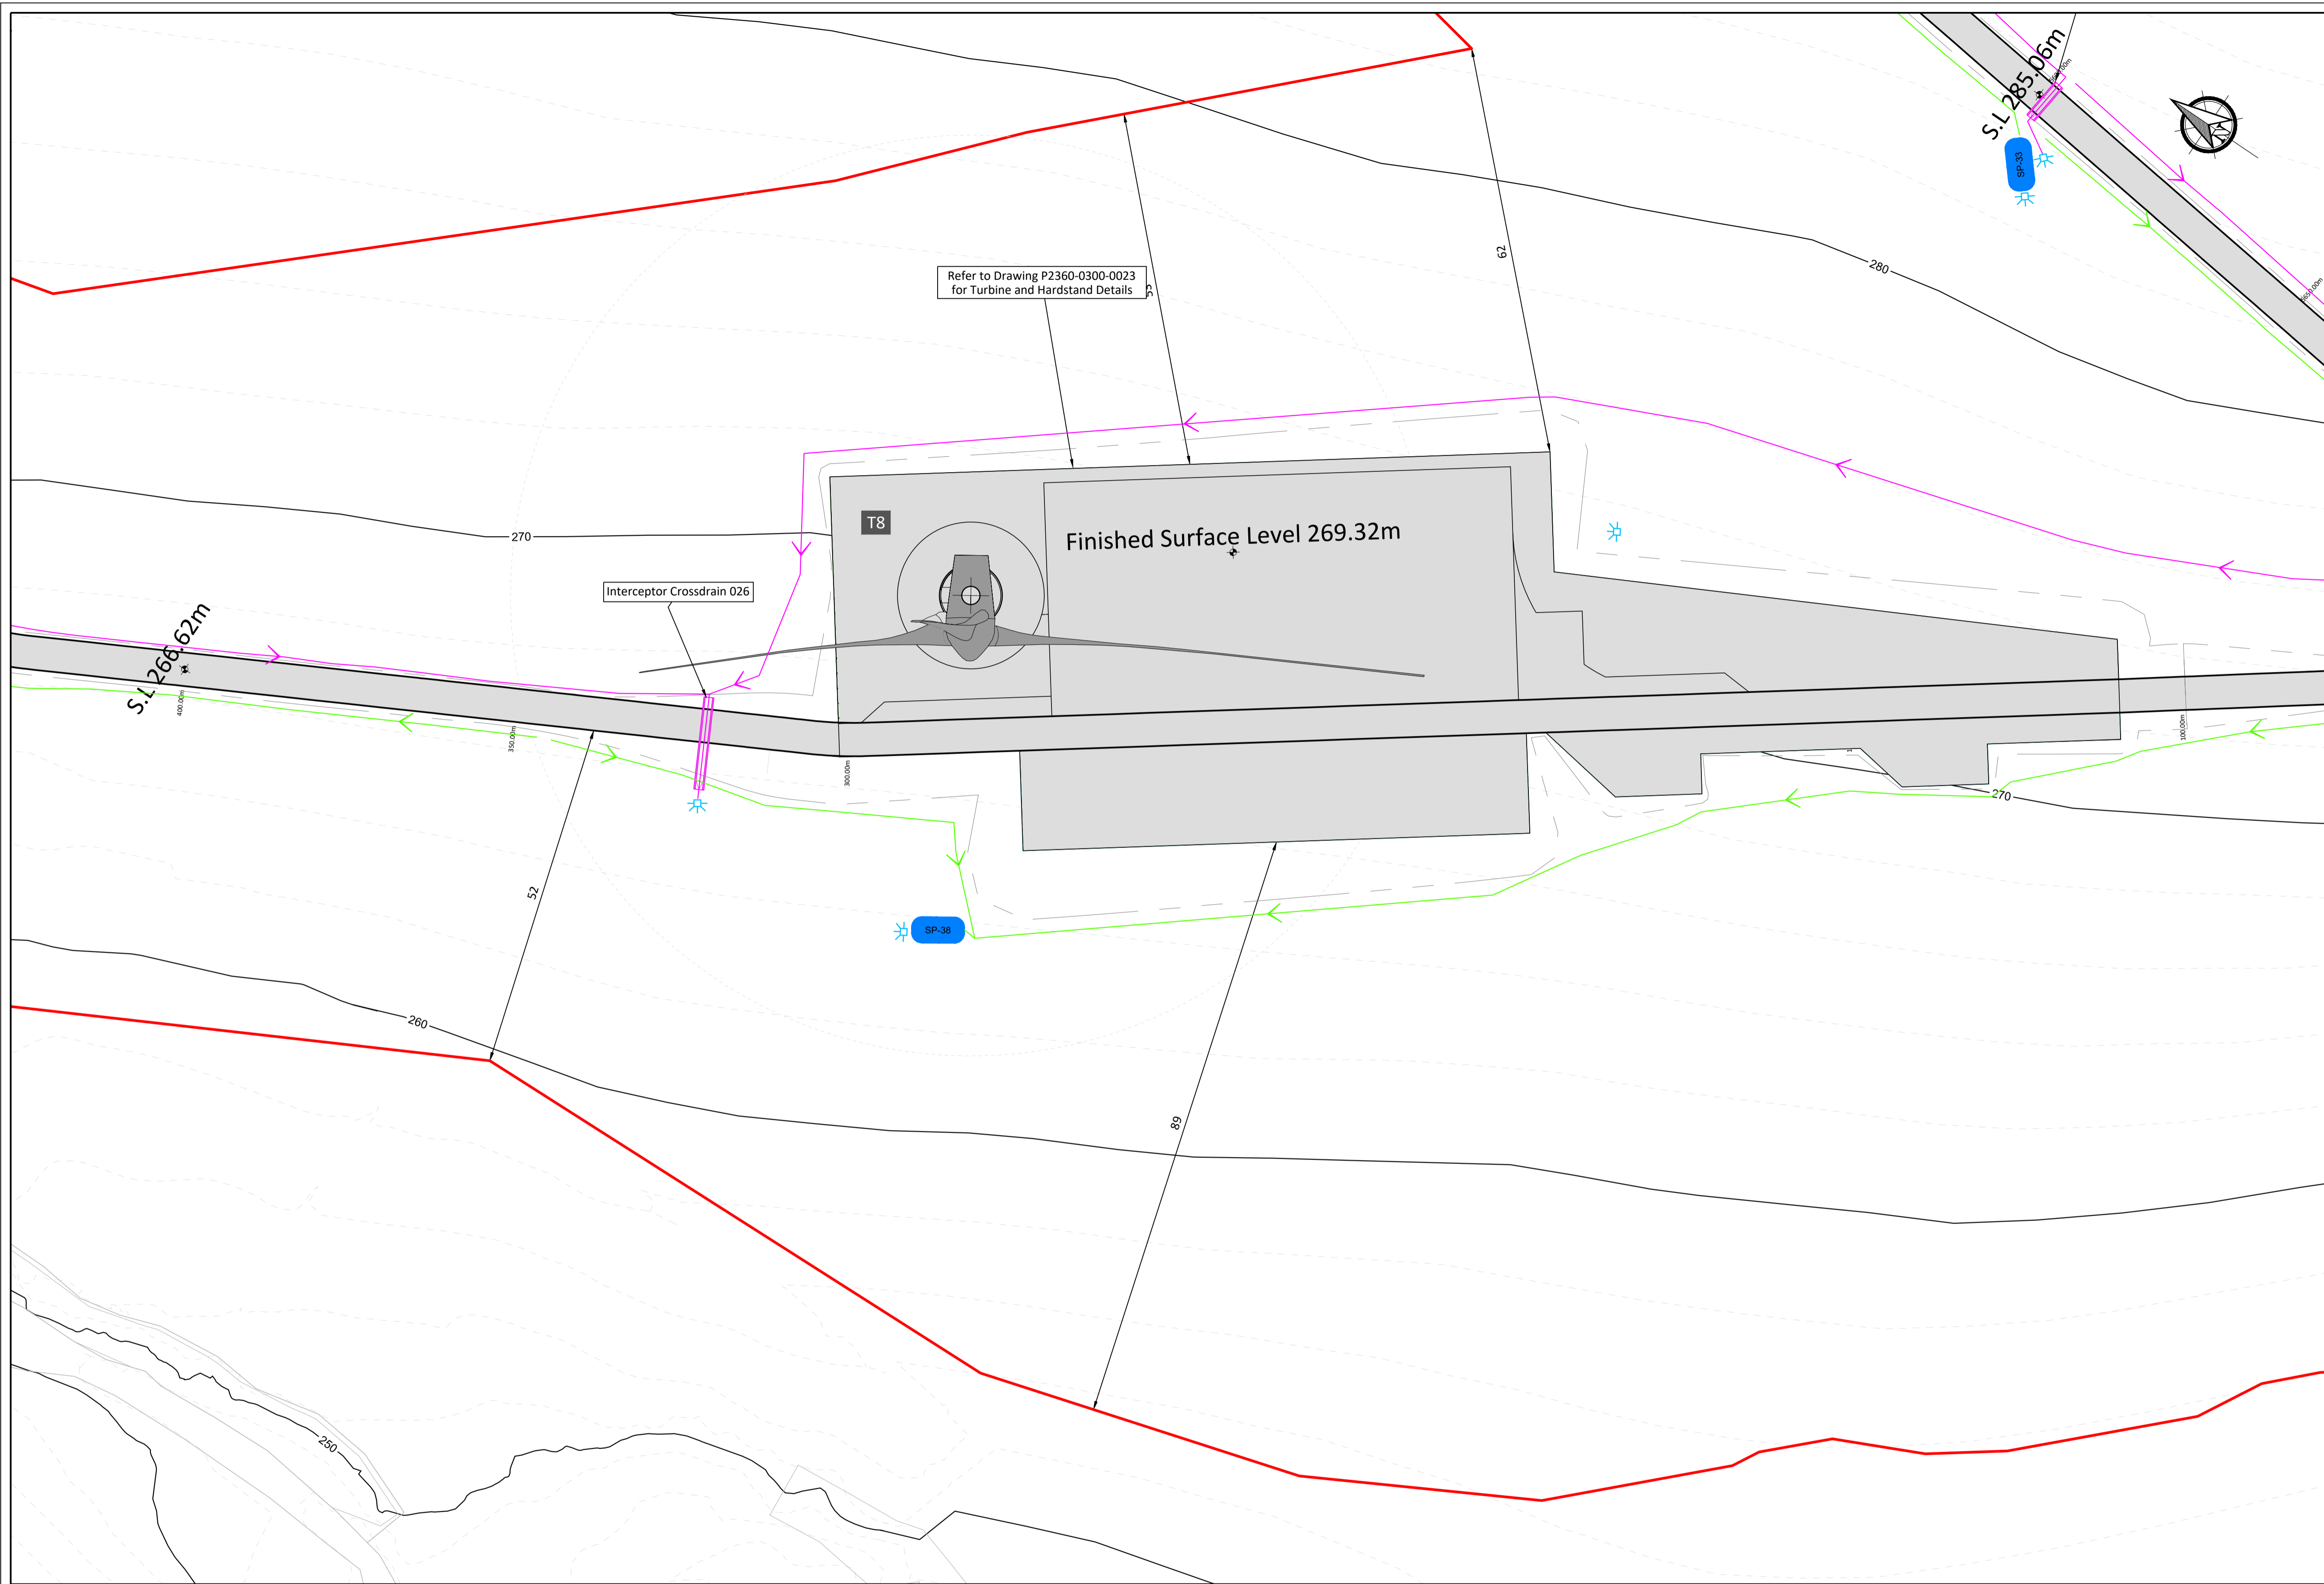 S.L 285.06m
SP-33
62
280
Refer to Drawing P2360-0300-0023
for Turbine and Hardstand Details
T8
Finished Surface Level 269.32m
270
Interceptor Crossdrain 026
S.L 266.62m
400.00m
350.00m
300.00m
100.00m
270
52
SP-38
260
89
250